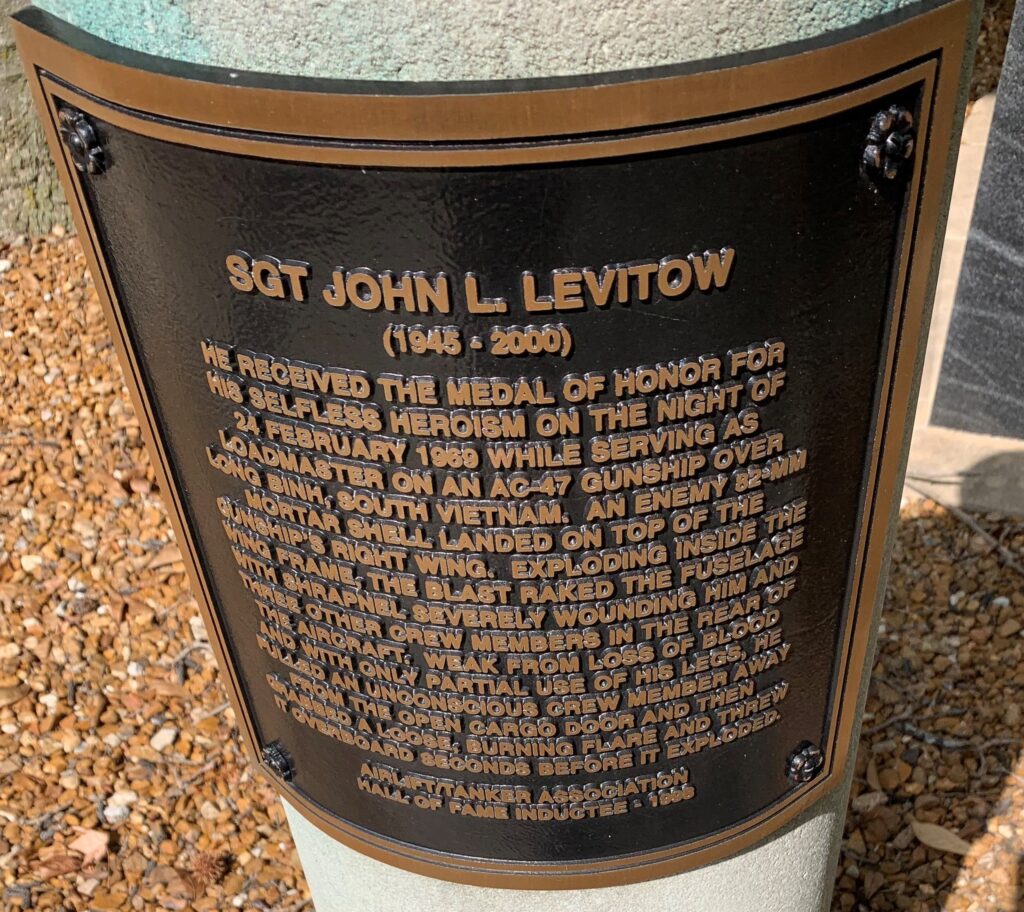 SGT JOHN L. LEVITOW
(1945 - 2000)
HE RECEIVED THE MEDAL OF HONOR FOR
HIS SELFLESS HEROISM ON THE NIGHT OF
24 FEBRUARY 1969 WHILE SERVING AS
LOADMASTER ON AN AC-47 GUNSHIP OVER
LONG BINH, SOUTH VIETNAM. AN ENEMY 82-MM
MORTAR SHELL LANDED ON TOP OF THE
GUNSHIP'S RIGHT WING. EXPLODING INSIDE THE
WING FRAME, THE BLAST RAKED THE FUSELAGE
WITH SHRAPNEL SEVERELY WOUNDING HIM AND
THREE OTHER CREW MEMBERS IN THE REAR OF
THE AIRCRAFT. WEAK FROM LOSS OF BLOOD
AND WITH ONLY PARTIAL USE OF HIS LEGS, HE
PULLED AN UNCONSCIOUS CREW MEMBER AWAY
FROM THE OPEN CARGO DOOR AND THEN
GRABBED A LOOSE, BURNING FLARE AND THREW
IT OVERBOARD SECONDS BEFORE IT EXPLODED.
AIRLIFT/TANKER ASSOCIATION
HALL OF FAME INDUCTEE -